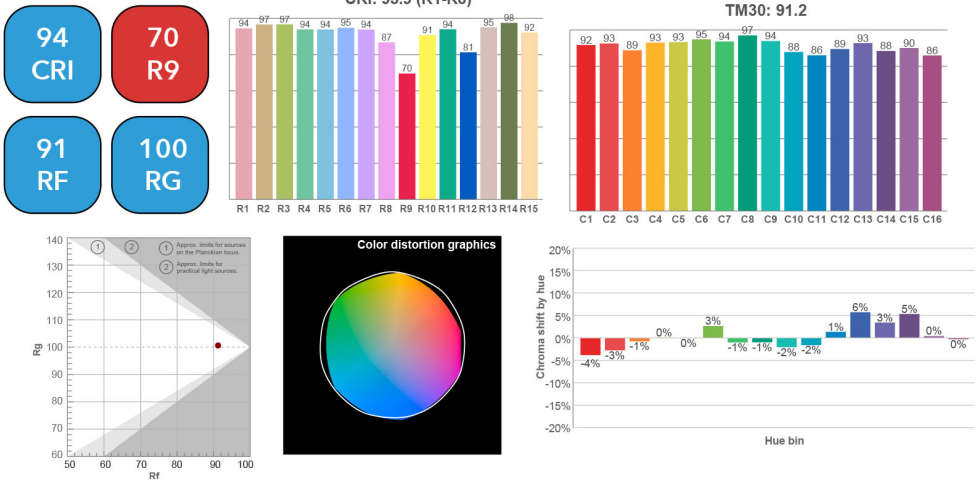 94
CRI
70
R9
91
RF
100
RG
94 97 97 94 94 95 94 87 70 91 94 81 95 98 92
R1 R2 R3 R4 R5 R6 R7 R8 R9 R10 R11 R12 R13 R14 R15
TM30: 91.2
92 93 89 93 93 95 94 97 94 88 86 89 93 88 90 86
C1 C2 C3 C4 C5 C6 C7 C8 C9 C10 C11 C12 C13 C14 C15 C16
140
130
120
110
100
90
80
70
60
Rg
50 60 70 80 90 100
Rf
1
2
1 Approx. limits for sources
on the Planckian locus.
2 Approx. limits for
practical light sources.
Color distortion graphics
20%
15%
10%
5%
0%
-5%
-10%
-15%
-20%
Chroma shift by hue
-4% -3% -1% 0% 0% 3% -1% -1% -2% -2% 1% 6% 3% 5% 0% 0%
Hue bin